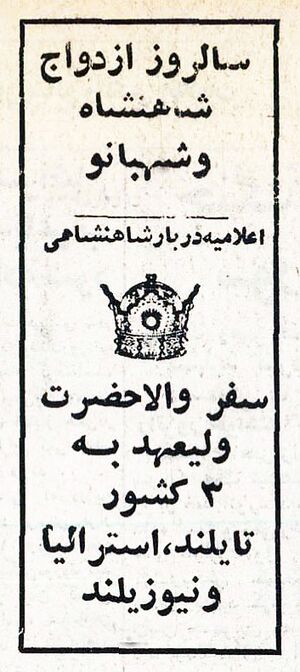 سالروز ازدواج
شاهنشاه
وشهبانو
اعلامیه دربار شاهنشاهی
سفر والاحضرت
ولیعهد به
۳ کشور
تایلند، استرالیا
ونیوزیلند